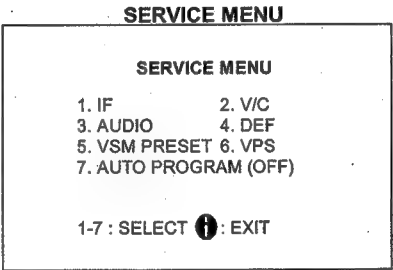 SERVICE MENU
SERVICE MENU
1. IF 2. V/C
3. AUDIO 4. DEF
5. VSM PRESET 6. VPS
7. AUTO PROGRAM (OFF)
1-7 : SELECT i : EXIT